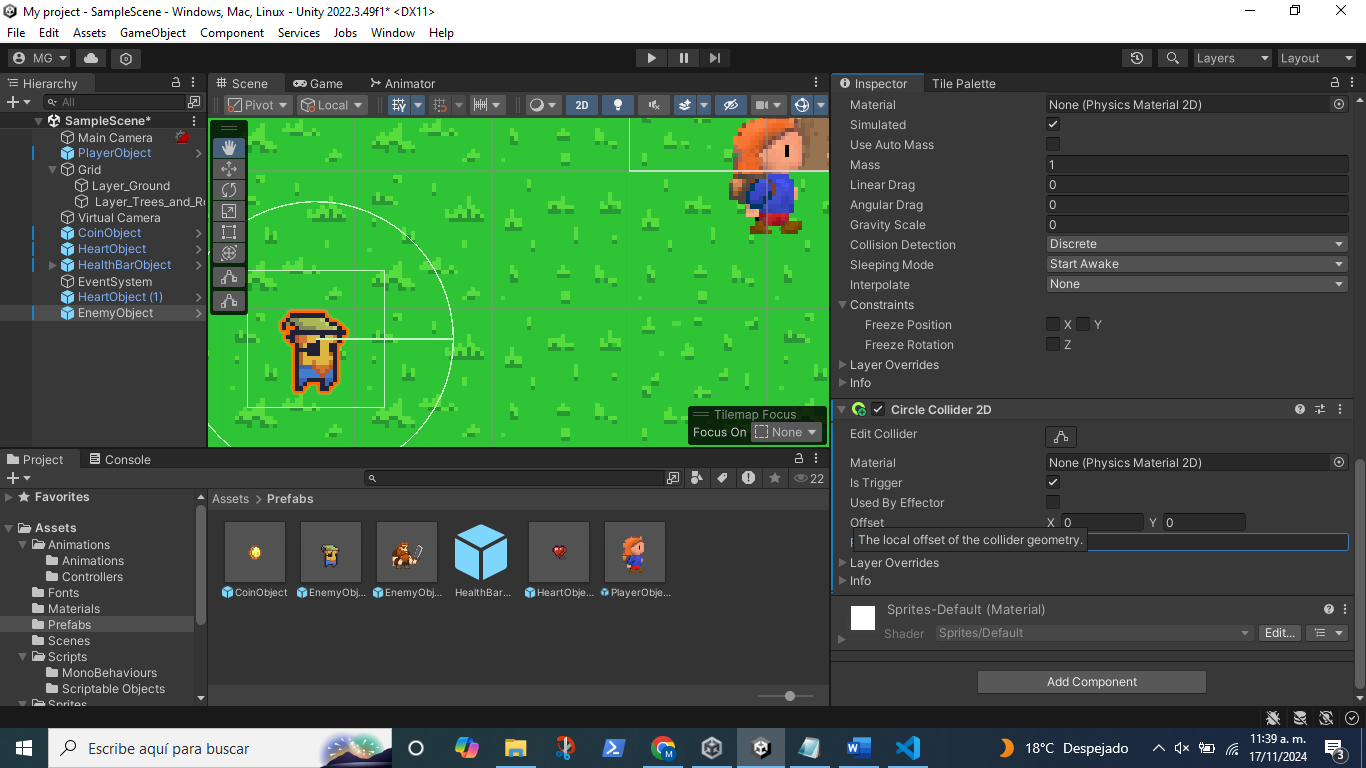 My project - SampleScene - Windows, Mac, Linux - Unity 2022.3.49f1* <DX11>
File Edit Assets GameObject Component Services Jobs Window Help
MG Layers Layout
Hierarchy
All
SampleScene*
Main Camera
PlayerObject
Grid
Layer_Ground
Layer_Trees_and_R
Virtual Camera
CoinObject
HeartObject
HealthBarObject
EventSystem
HeartObject (1)
EnemyObject
Scene Game Animator
Pivot Local 2D
Tilemap Focus
Focus On None
Inspector Tile Palette
Material None (Physics Material 2D)
Simulated
Use Auto Mass
Mass 1
Linear Drag 0
Angular Drag 0
Gravity Scale 0
Collision Detection Discrete
Sleeping Mode Start Awake
Interpolate None
Constraints
Freeze Position X Y
Freeze Rotation Z
Layer Overrides
Info
Circle Collider 2D
Edit Collider
Material None (Physics Material 2D)
Is Trigger
Used By Effector
Offset X 0 Y 0
The local offset of the collider geometry.
Layer Overrides
Info
Sprites-Default (Material)
Shader Sprites/Default Edit...
Add Component
Project Console
22
Favorites
Assets
Animations
Animations
Controllers
Fonts
Materials
Prefabs
Scenes
Scripts
MonoBehaviours
Scriptable Objects
Sprites
Assets > Prefabs
CoinObject EnemyObj... EnemyObj... HealthBar... HeartObje... PlayerObje...
Escribe aquí para buscar
18°C Despejado
11:39 a. m.
17/11/2024
3